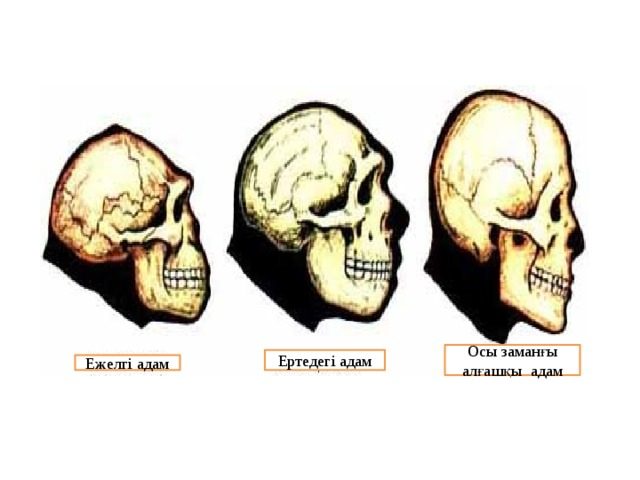 Ежелгі адам
Ертедегі адам
Осы заманғы
алғашқы адам